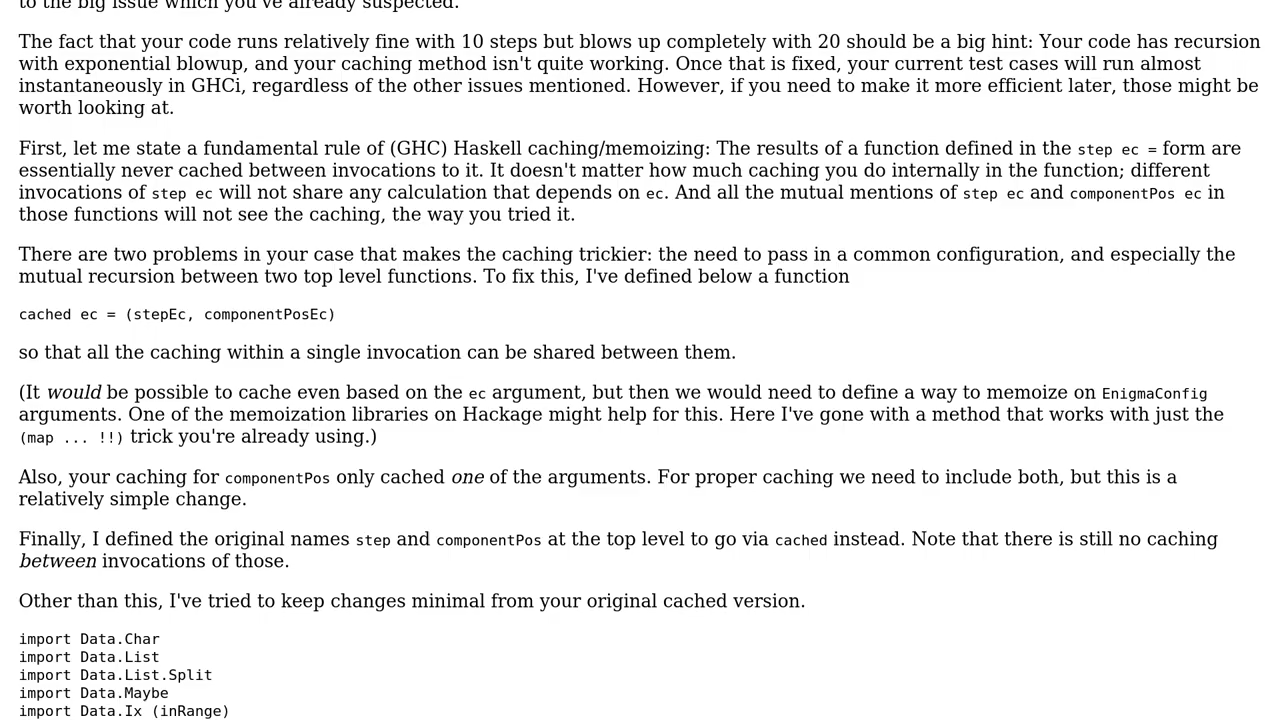 to the big issue which you've already suspected.
The fact that your code runs relatively fine with 10 steps but blows up completely with 20 should be a big hint: Your code has recursion
with exponential blowup, and your caching method isn't quite working. Once that is fixed, your current test cases will run almost
instantaneously in GHCi, regardless of the other issues mentioned. However, if you need to make it more efficient later, those might be
worth looking at.
First, let me state a fundamental rule of (GHC) Haskell caching/memoizing: The results of a function defined in the step ec = form are
essentially never cached between invocations to it. It doesn't matter how much caching you do internally in the function; different
invocations of step ec will not share any calculation that depends on ec. And all the mutual mentions of step ec and componentPos ec in
those functions will not see the caching, the way you tried it.
There are two problems in your case that makes the caching trickier: the need to pass in a common configuration, and especially the
mutual recursion between two top level functions. To fix this, I've defined below a function
cached ec = (stepEc, componentPosEc)
so that all the caching within a single invocation can be shared between them.
(It would be possible to cache even based on the ec argument, but then we would need to define a way to memoize on EnigmaConfig
arguments. One of the memoization libraries on Hackage might help for this. Here I've gone with a method that works with just the
(map ... !!) trick you're already using.)
Also, your caching for componentPos only cached one of the arguments. For proper caching we need to include both, but this is a
relatively simple change.
Finally, I defined the original names step and componentPos at the top level to go via cached instead. Note that there is still no caching
between invocations of those.
Other than this, I've tried to keep changes minimal from your original cached version.
import Data.Char
import Data.List
import Data.List.Split
import Data.Maybe
import Data.Ix (inRange)